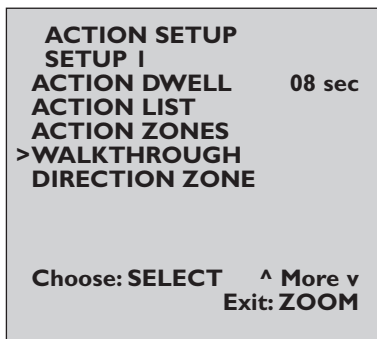 ACTION SETUP
SETUP 1
ACTION DWELL 08 sec
ACTION LIST
ACTION ZONES
>WALKTHROUGH
DIRECTION ZONE
Choose: SELECT ^ More v
Exit: ZOOM